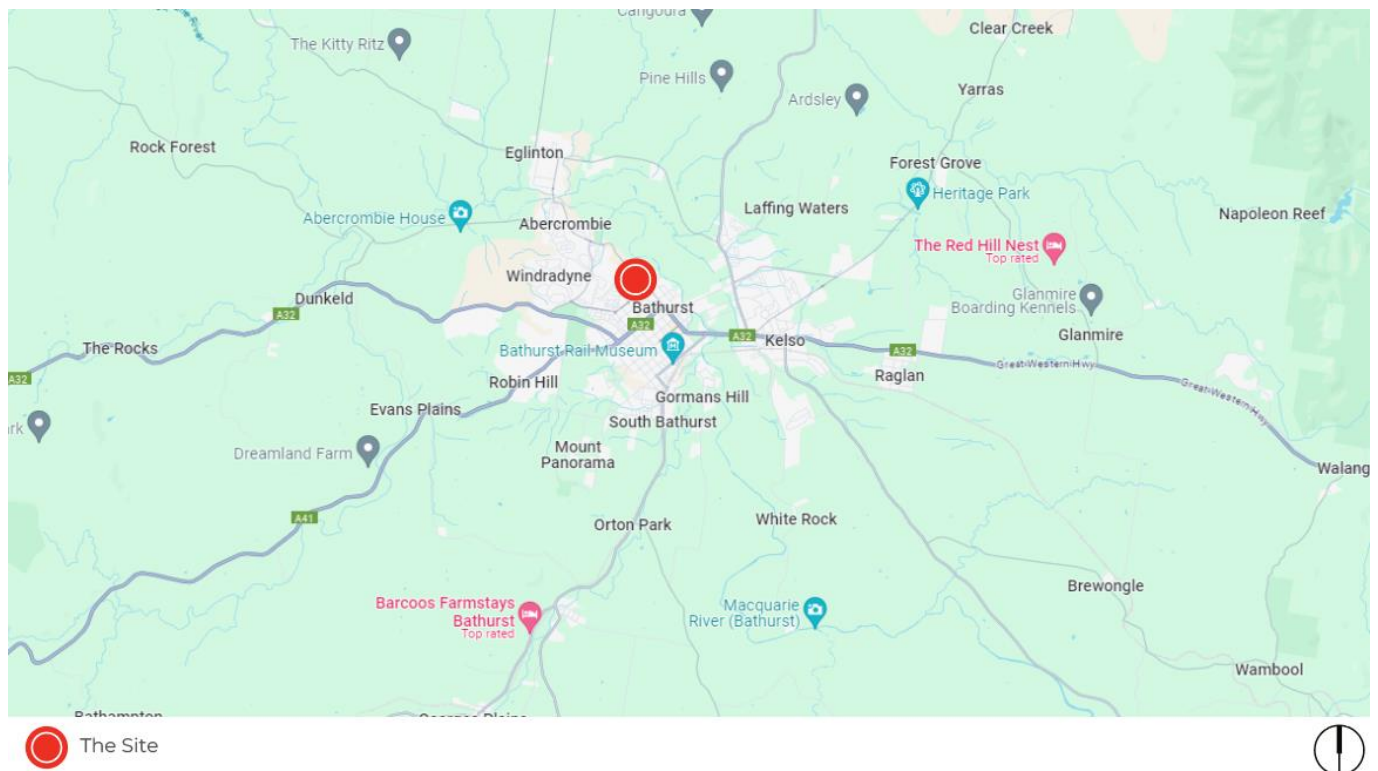 Cangoura
Clear Creek
The Kitty Ritz
Pine Hills
Yarras
Ardsley
Rock Forest
Eglinton
Forest Grove
Heritage Park
Laffing Waters
Abercrombie House
Abercrombie
Napoleon Reef
The Red Hill Nest
Top rated
Windradyne
Glanmire
Boarding Kennels
Dunkeld
Bathurst
A32
A32
Glanmire
A32
Kelso
The Rocks
Bathurst Rail Museum
A32
Great Western Hwy
Raglan
A32
Robin Hill
Great Western Hwy
Gormans Hill
Evans Plains
South Bathurst
ark
Dreamland Farm
Mount
Panorama
Walang
A41
Orton Park
White Rock
Brewongle
Barcoos Farmstays
Bathurst
Top rated
Macquarie
River (Bathurst)
Wambool
Bathampton
Georges Plains
The Site